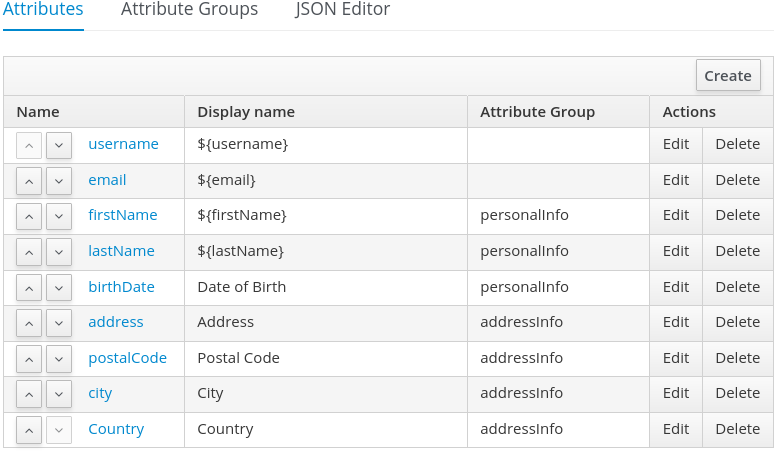 Attributes Attribute Groups JSON Editor
Create
Name Display name Attribute Group Actions
username ${username} Edit Delete
email ${email} Edit Delete
firstName ${firstName} personalInfo Edit Delete
lastName ${lastName} personalInfo Edit Delete
birthDate Date of Birth personalInfo Edit Delete
address Address addressInfo Edit Delete
postalCode Postal Code addressInfo Edit Delete
city City addressInfo Edit Delete
Country Country addressInfo Edit Delete